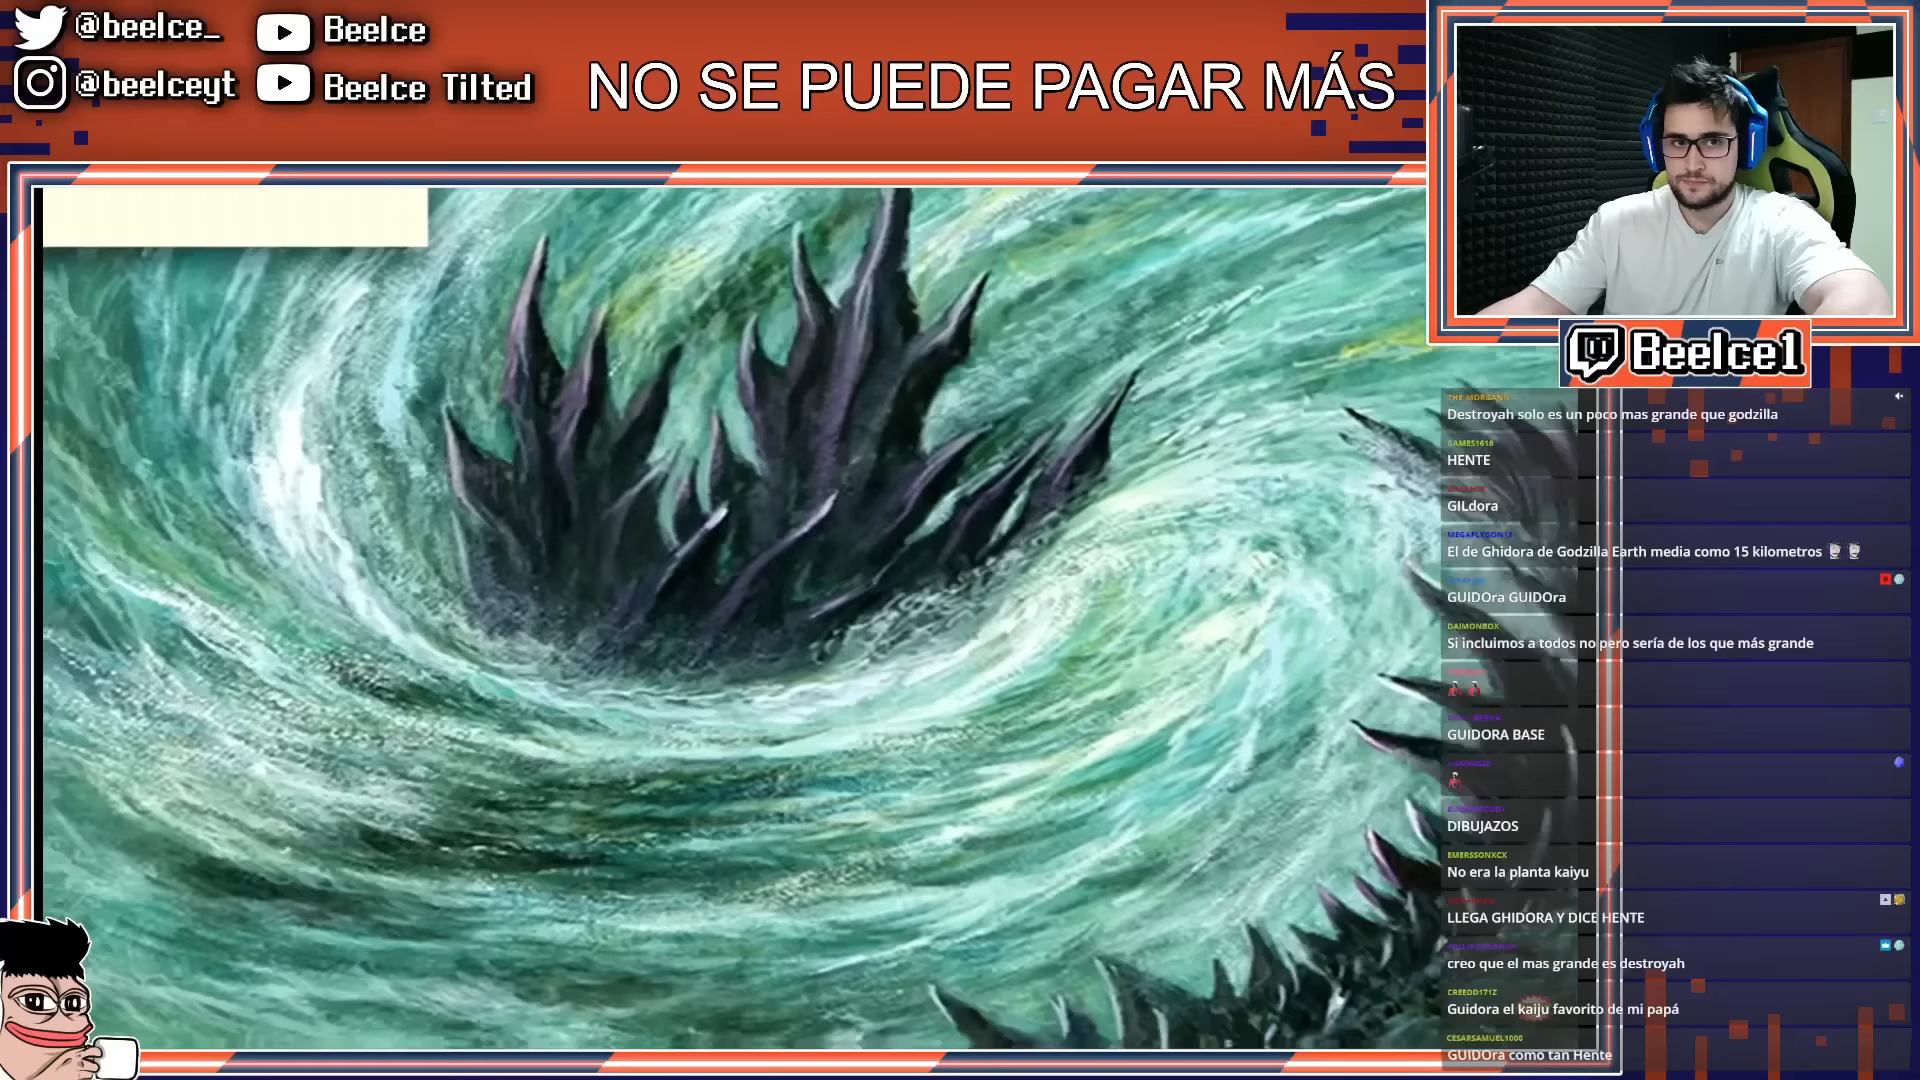 @beelce_
Beelce
@beelceyt
Beelce Tilted
NO SE PUEDE PAGAR MÁS
Beelce1
THE MORGANN
Destroyah solo es un poco mas grande que godzilla
GAMES1618
HENTE
GILdora
El de Ghidora de Godzilla Earth media como 15 kilometros
GUIDOra GUIDOra
DAIMONBOX
Si incluimos a todos no pero sería de los que más grande
GUIDORA BASE
DIBUJAZOS
EMERSSONXCX
No era la planta kaiyu
LLEGA GHIDORA Y DICE HENTE
creo que el mas grande es destroyah
CREEDD171Z
Guidora el kaiju favorito de mi papá
CESARSAMUEL1000
GUIDOra como tan Hente